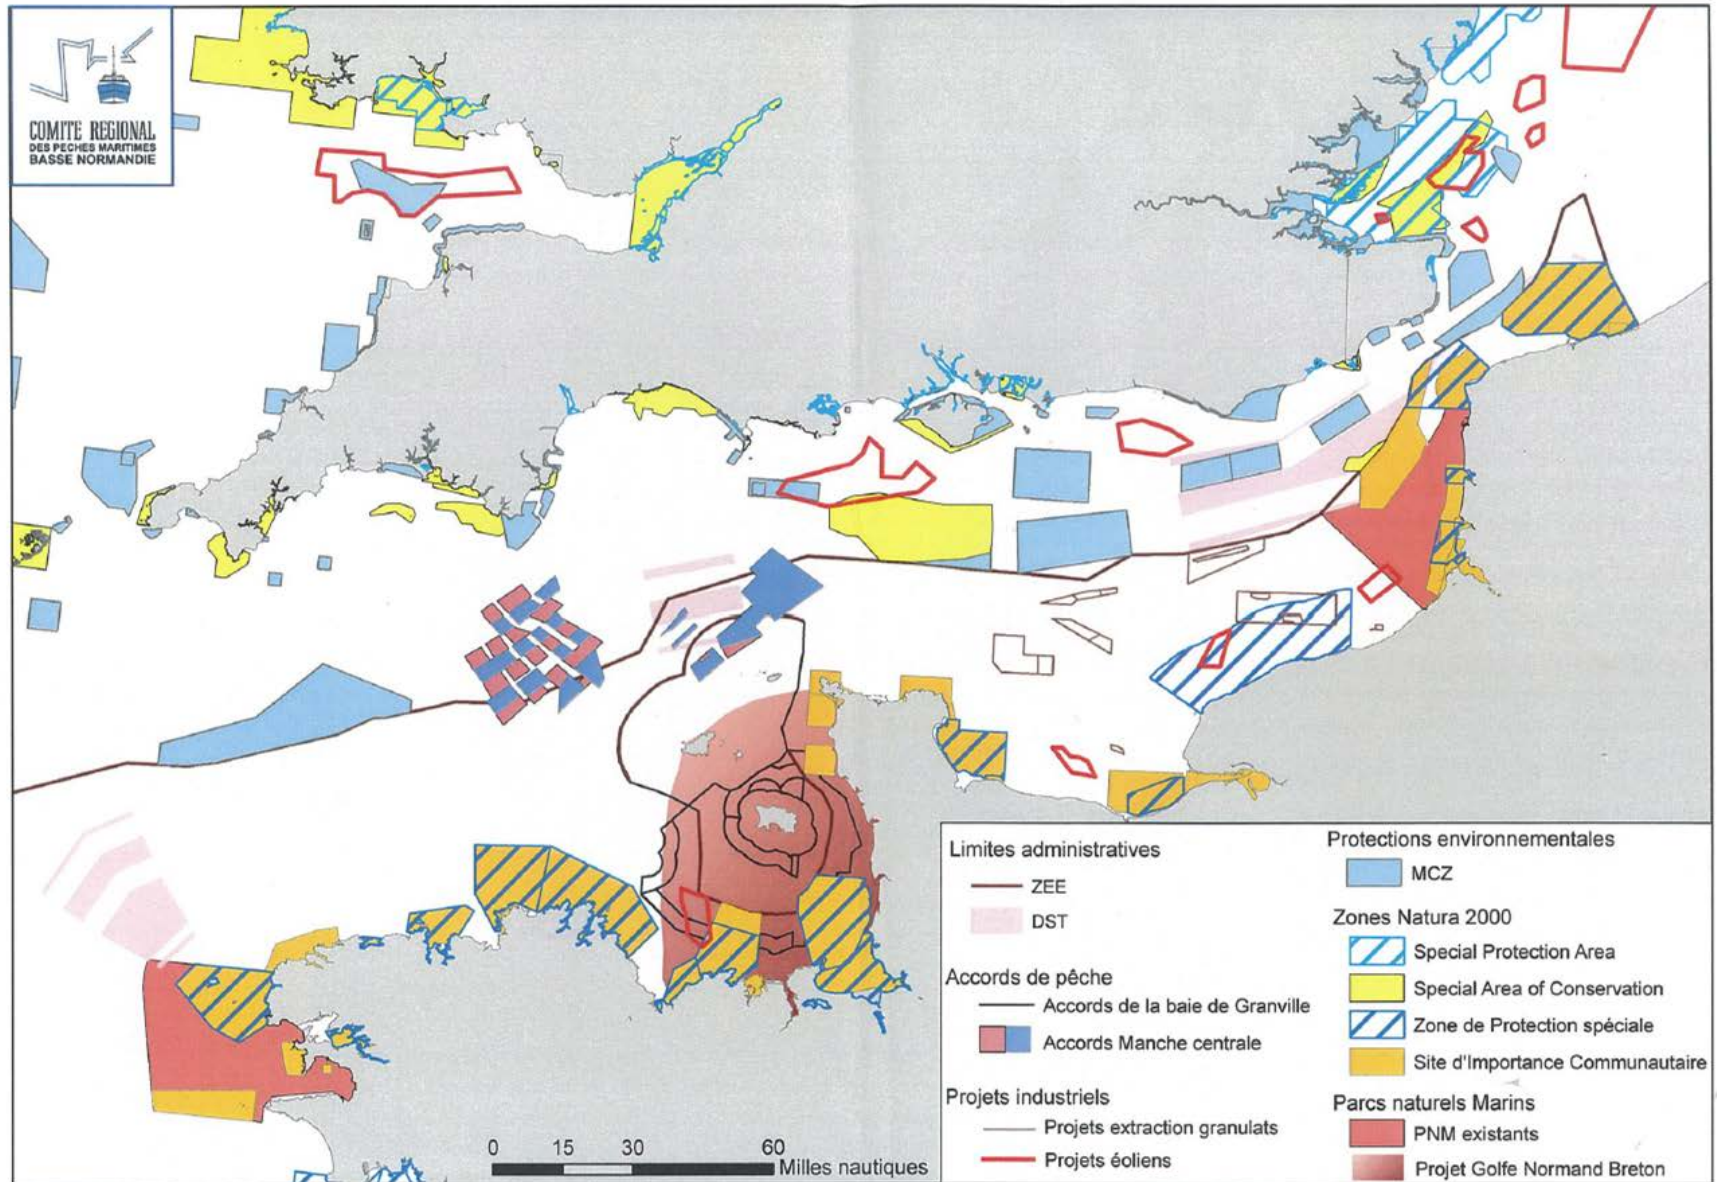 COMITE REGIONAL
DES PECHES MARITIMES
BASSE NORMANDIE
0 15 30 60
Milles nautiques
Limites administratives
ZEE
DST
Accords de pêche
Accords de la baie de Granville
Accords Manche centrale
Projets industriels
Projets extraction granulats
Projets éoliens
Protections environnementales
MCZ
Zones Natura 2000
Special Protection Area
Special Area of Conservation
Zone de Protection spéciale
Site d'Importance Communautaire
Parcs naturels Marins
PNM existants
Projet Golfe Normand Breton